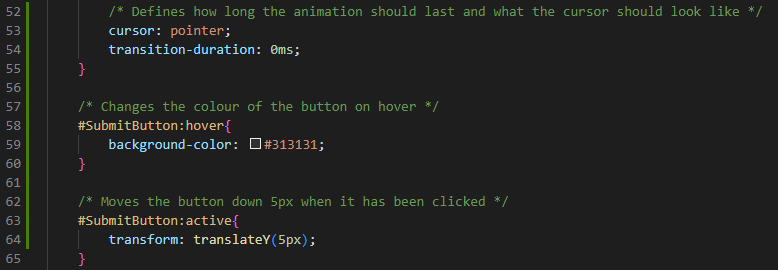 52 /* Defines how long the animation should last and what the cursor should look like */
53 cursor: pointer;
54 transition-duration: 0ms;
55 }
56
57 /* Changes the colour of the button on hover */
58 #SubmitButton:hover{
59 background-color: #313131;
60 }
61
62 /* Moves the button down 5px when it has been clicked */
63 #SubmitButton:active{
64 transform: translateY(5px);
65 }